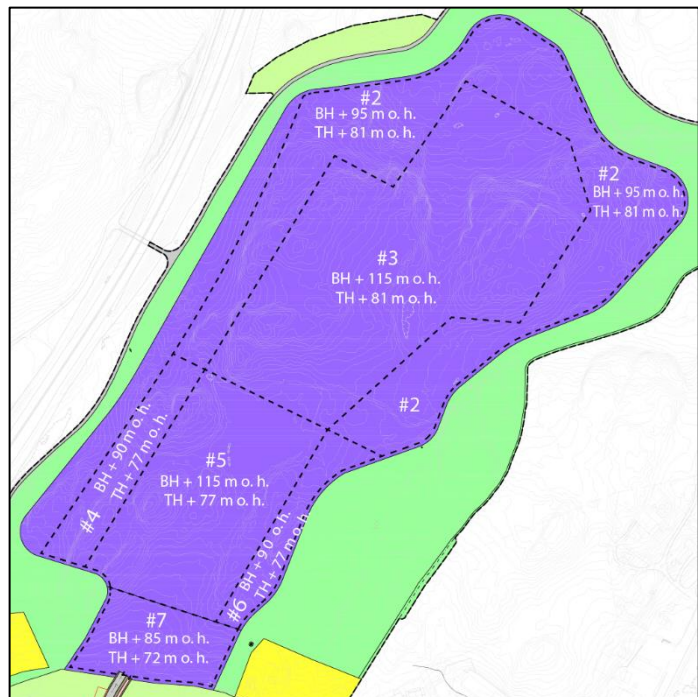 #2
BH + 95 m o. h.
TH + 81 m o. h.
#2
BH + 95 m o. h.
TH + 81 m o. h.
#3
BH + 115 m o. h.
TH + 81 m o. h.
#2
#4 BH + 90 m o. h.
TH + 77 m o. h.
#5
BH + 115 m o. h.
TH + 77 m o. h.
#6 BH + 90 o. h.
TH + 77 m o. h.
#7
BH + 85 m o. h.
TH + 72 m o. h.